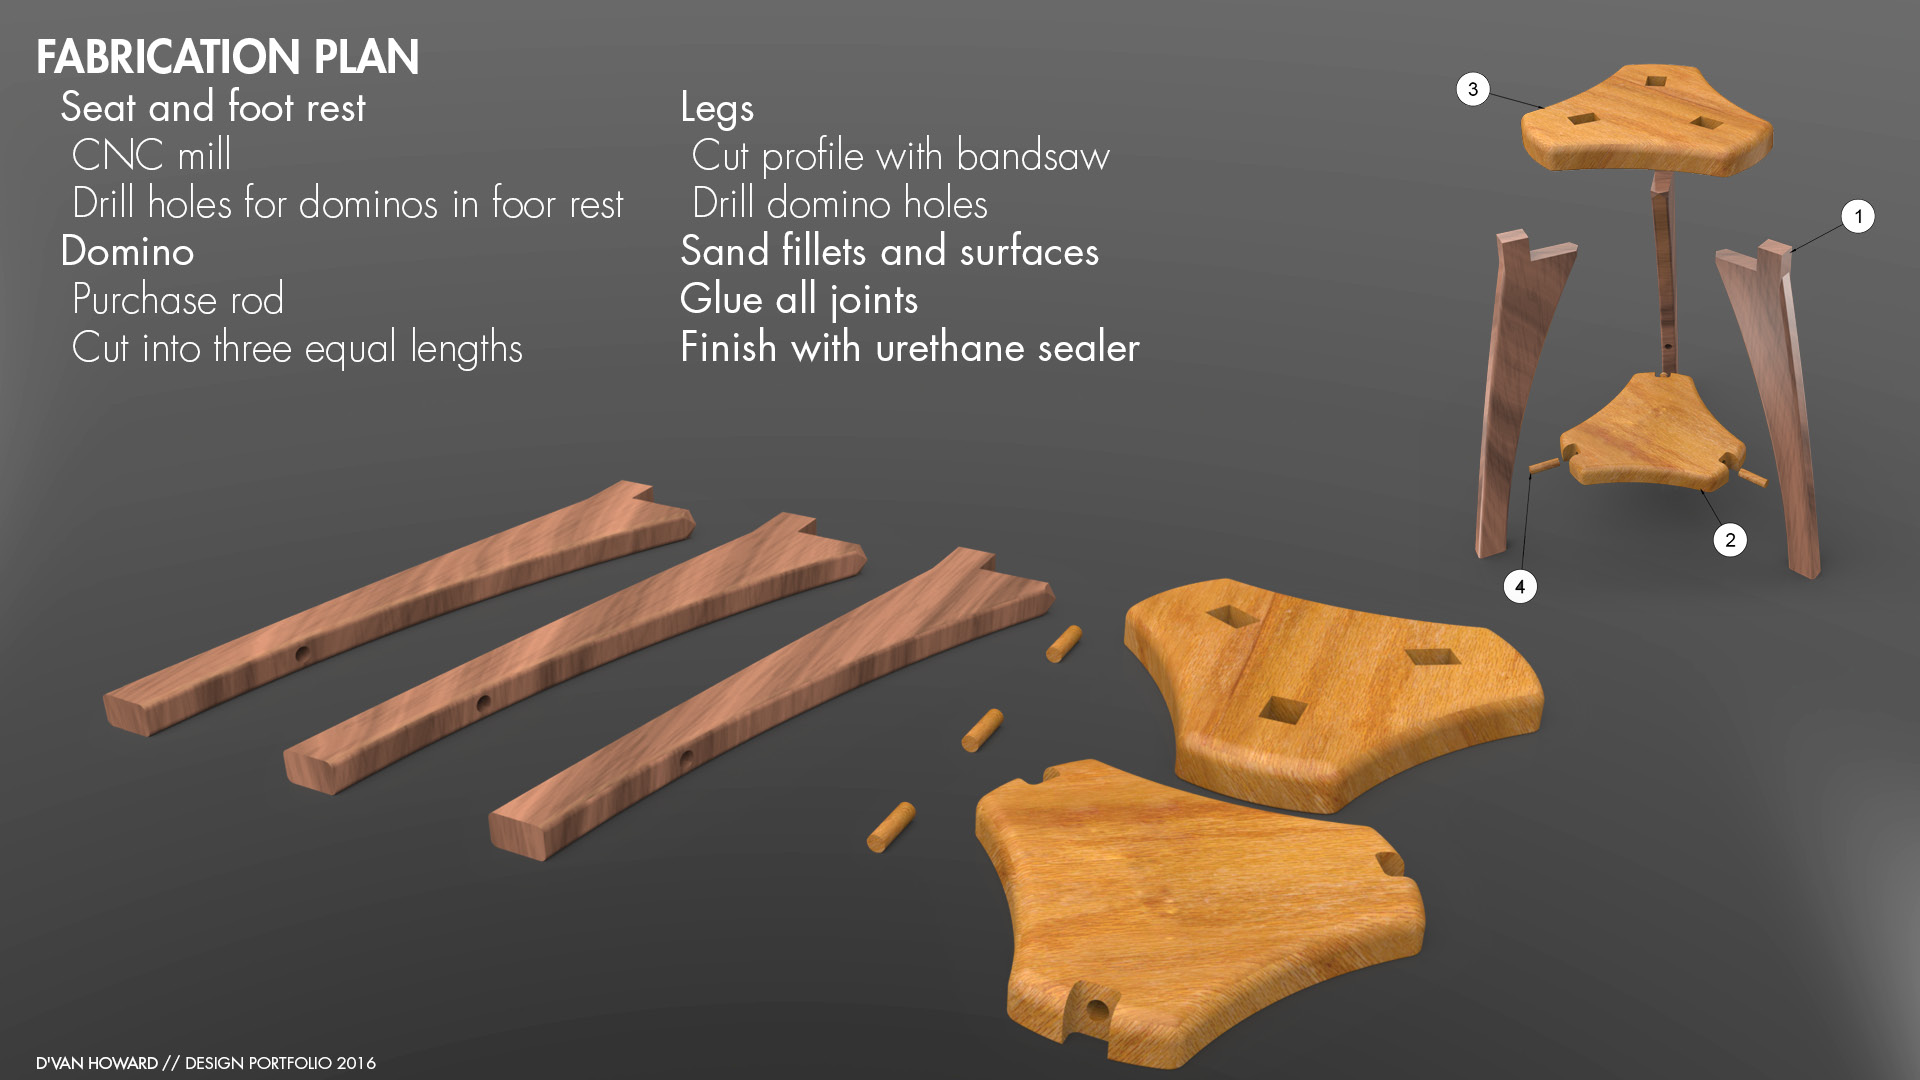 FABRICATION PLAN
Seat and foot rest
CNC mill
Drill holes for dominos in foor rest
Domino
Purchase rod
Cut into three equal lengths
Legs
Cut profile with bandsaw
Drill domino holes
Sand fillets and surfaces
Glue all joints
Finish with urethane sealer
3
1
2
4
D'VAN HOWARD // DESIGN PORTFOLIO 2016